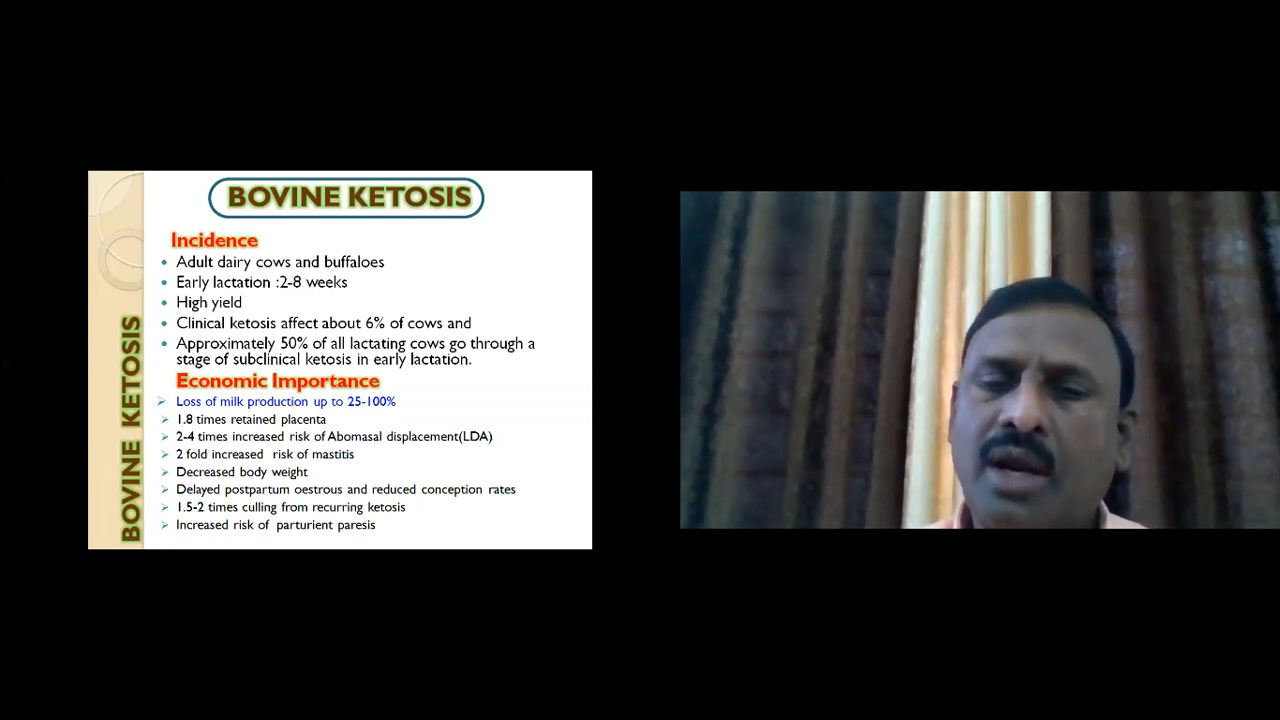 BOVINE KETOSIS
BOVINE KETOSIS
Incidence
Adult dairy cows and buffaloes
Early lactation :2-8 weeks
High yield
Clinical ketosis affect about 6% of cows and
Approximately 50% of all lactating cows go through a
stage of subclinical ketosis in early lactation.
Economic Importance
Loss of milk production up to 25-100%
1.8 times retained placenta
2-4 times increased risk of Abomasal displacement(LDA)
2 fold increased risk of mastitis
Decreased body weight
Delayed postpartum oestrous and reduced conception rates
1.5-2 times culling from recurring ketosis
Increased risk of parturient paresis